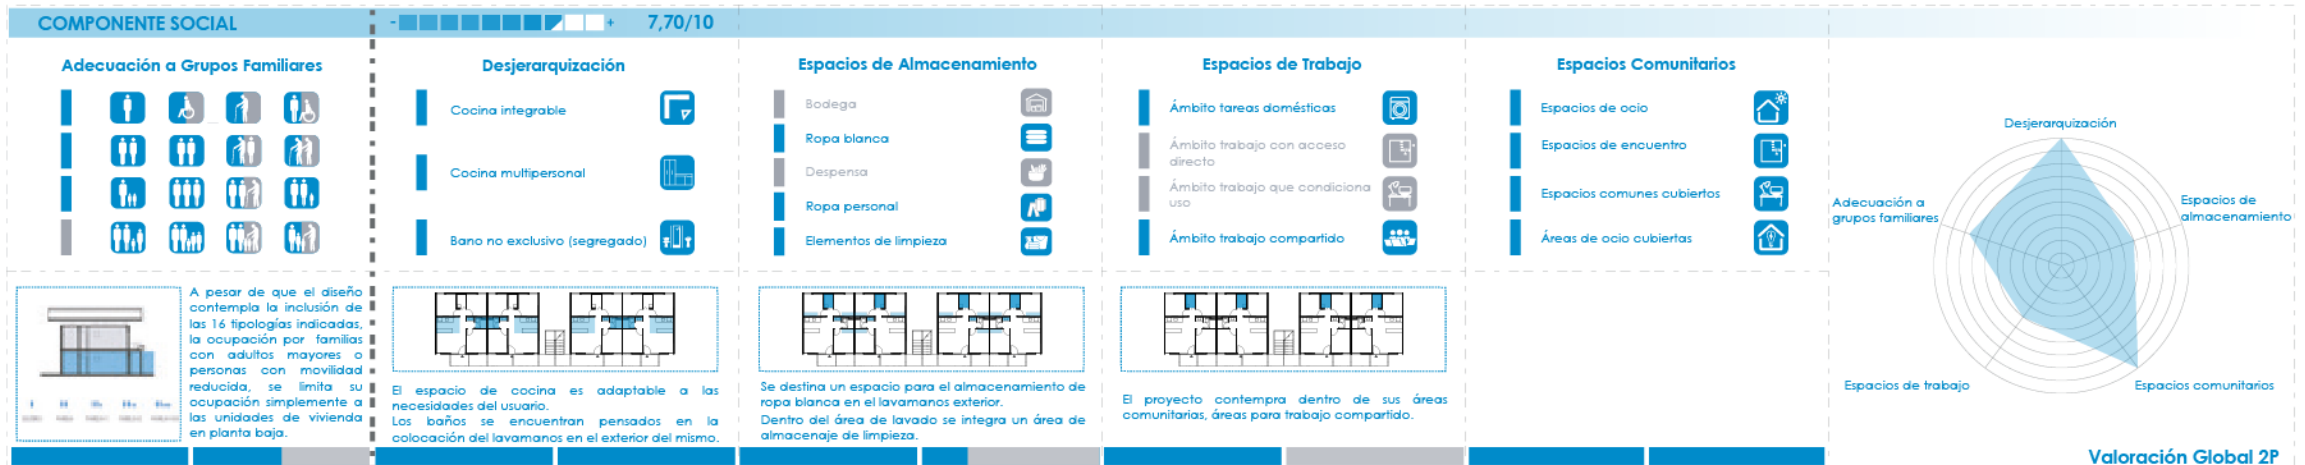 COMPONENTE SOCIAL
- + 7,70/10
Adecuación a Grupos Familiares
A pesar de que el diseño
contempla la inclusión de
las 16 tipologías indicadas,
la ocupación por familias
con adultos mayores o
personas con movilidad
reducida, se limita su
ocupación simplemente a
las unidades de vivienda
en planta baja.
Desjerarquización
Cocina integrable
Cocina multipersonal
Bano no exclusivo (segregado)
El espacio de cocina es adaptable a las
necesidades del usuario.
Los baños se encuentran pensados en la
colocación del lavamanos en el exterior del mismo.
Espacios de Almacenamiento
Bodega
Ropa blanca
Despensa
Ropa personal
Elementos de limpieza
Se destina un espacio para el almacenamiento de
ropa blanca en el lavamanos exterior.
Dentro del área de lavado se integra un área de
almacenaje de limpieza.
Espacios de Trabajo
Ámbito tareas domésticas
Ámbito trabajo con acceso
directo
Ámbito trabajo que condiciona
uso
Ámbito trabajo compartido
El proyecto contempra dentro de sus áreas
comunitarias, áreas para trabajo compartido.
Espacios Comunitarios
Espacios de ocio
Espacios de encuentro
Espacios comunes cubiertos
Áreas de ocio cubiertas
Desjerarquización
Adecuación a
grupos familiares
Espacios de
almacenamiento
Espacios de trabajo
Espacios comunitarios
Valoración Global 2P